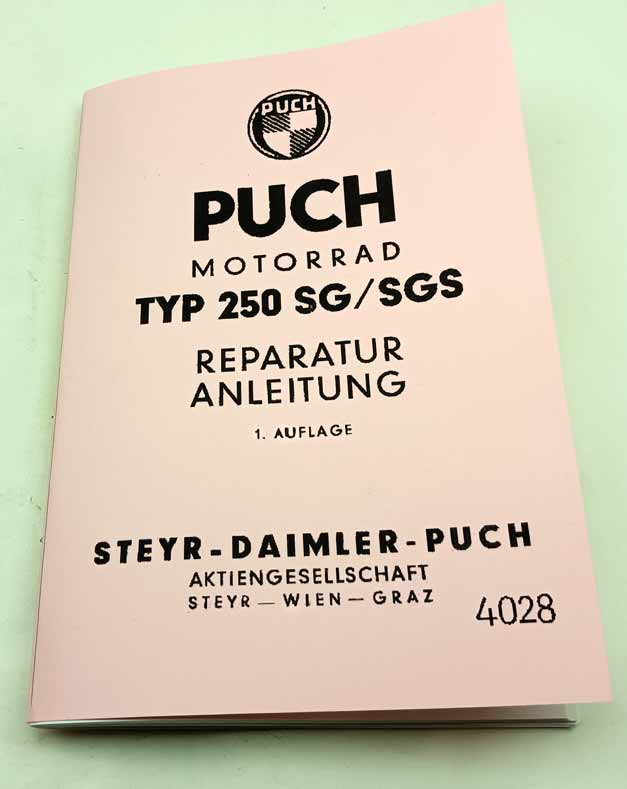 PUCH
PUCH
MOTORRAD
TYP 250 SG/SGS
REPARATUR
ANLEITUNG
1. AUFLAGE
STEYR-DAIMLER-PUCH
AKTIENGESELLSCHAFT
STEYR — WIEN — GRAZ
4028